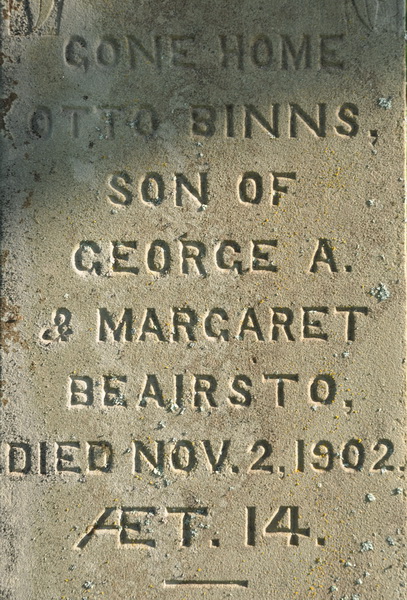 GONE HOME
OTTO BINNS,
SON OF
GEORGE A.
& MARGARET
BEAIRSTO,
DIED NOV. 2, 1902.
ÆT. 14.